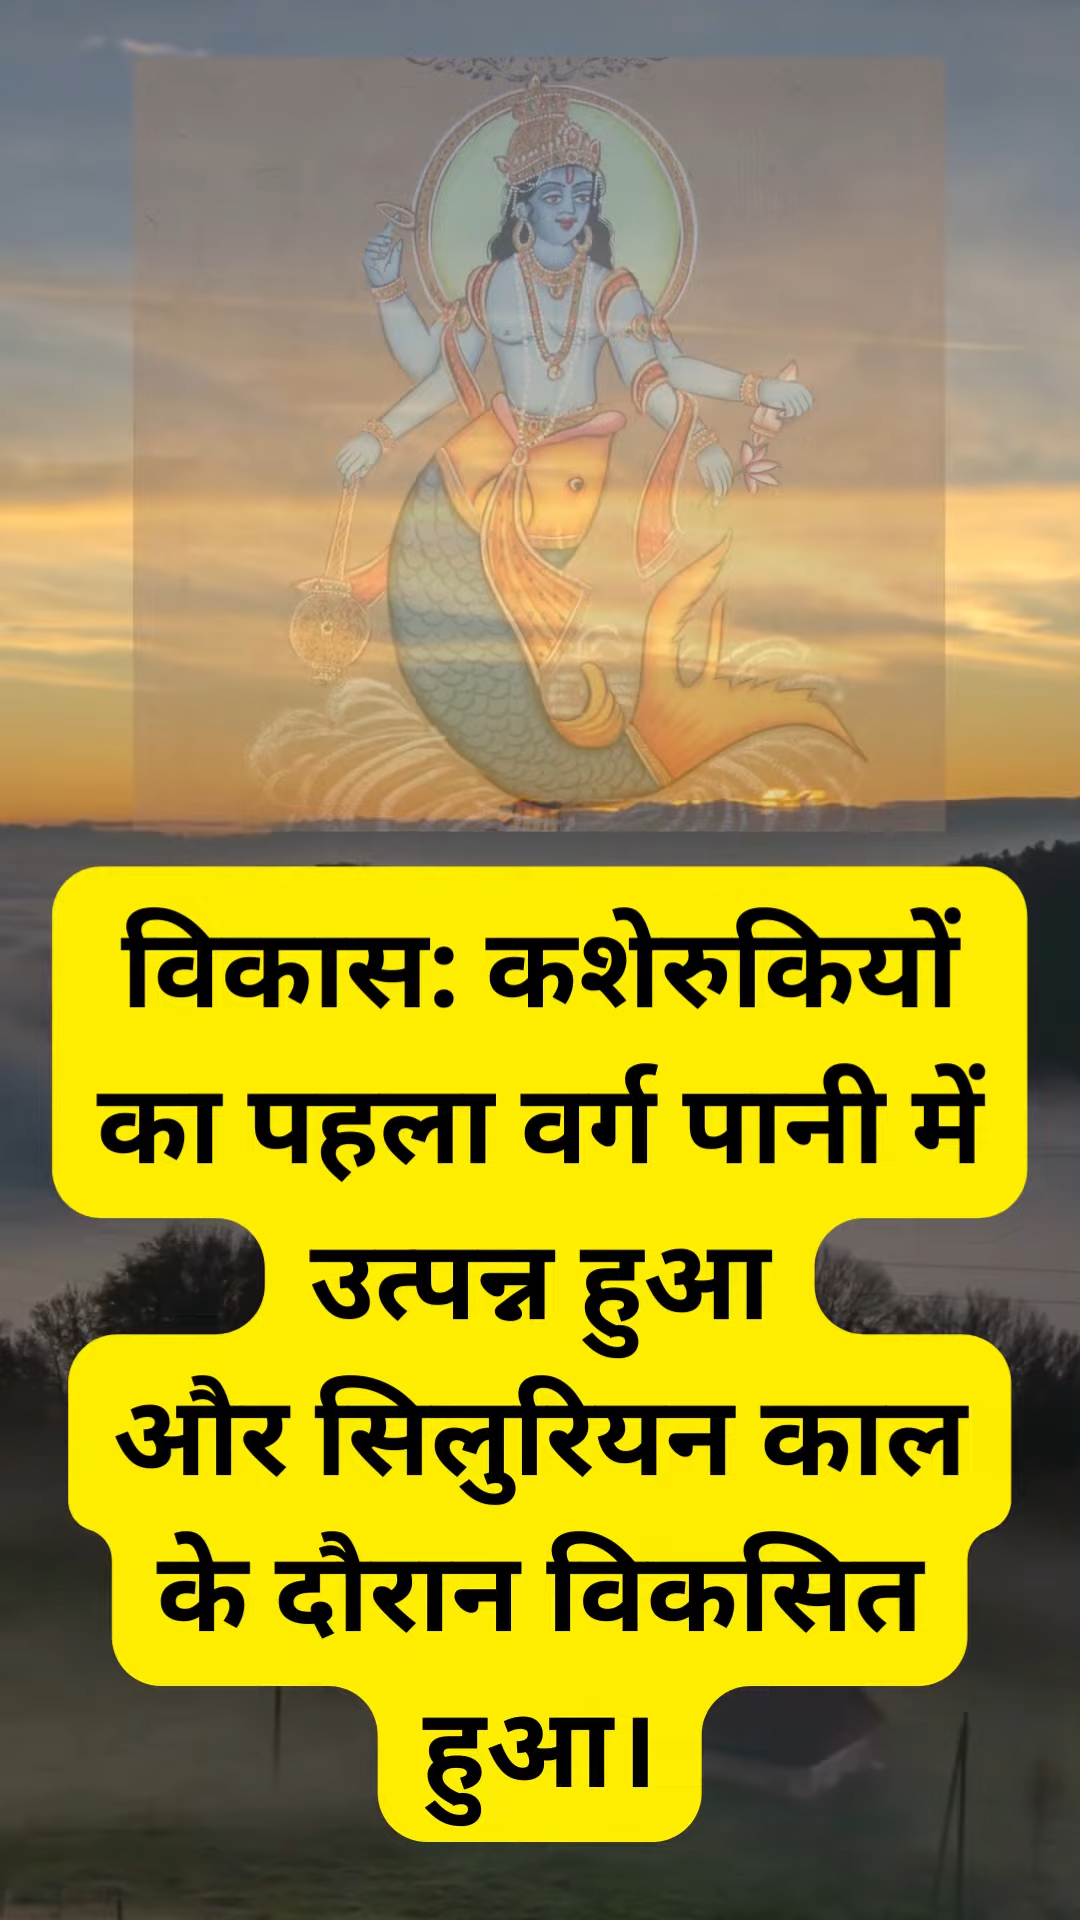 विकास: कशेरुकियों
का पहला वर्ग पानी में
उत्पन्न हुआ
और सिलुरियन काल
के दौरान विकसित
हुआ।